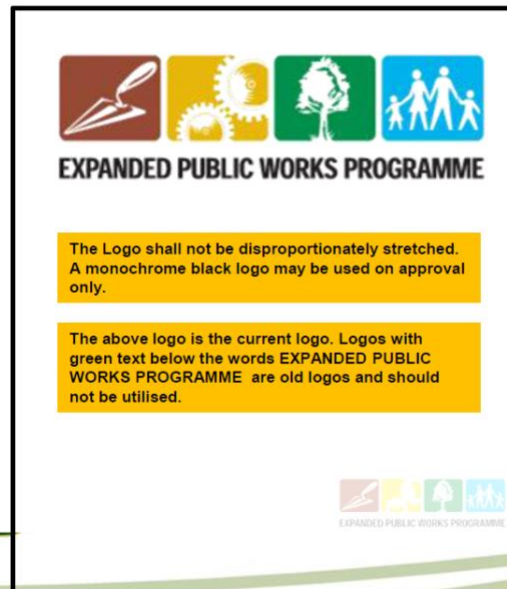 EXPANDED PUBLIC WORKS PROGRAMME
The Logo shall not be disproportionately stretched.
A monochrome black logo may be used on approval
only.
The above logo is the current logo. Logos with
green text below the words EXPANDED PUBLIC
WORKS PROGRAMME are old logos and should
not be utilised.
EXPANDED PUBLIC WORKS PROGRAMME